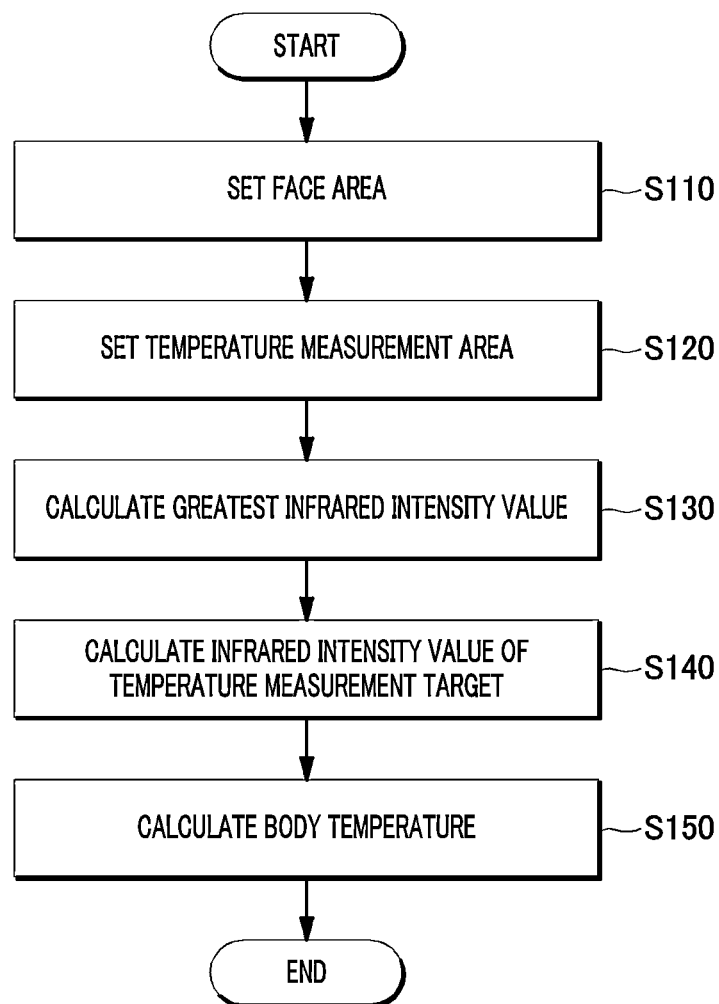 START
SET FACE AREA
S110
SET TEMPERATURE MEASUREMENT AREA
S120
CALCULATE GREATEST INFRARED INTENSITY VALUE
S130
CALCULATE INFRARED INTENSITY VALUE OF
TEMPERATURE MEASUREMENT TARGET
S140
CALCULATE BODY TEMPERATURE
S150
END